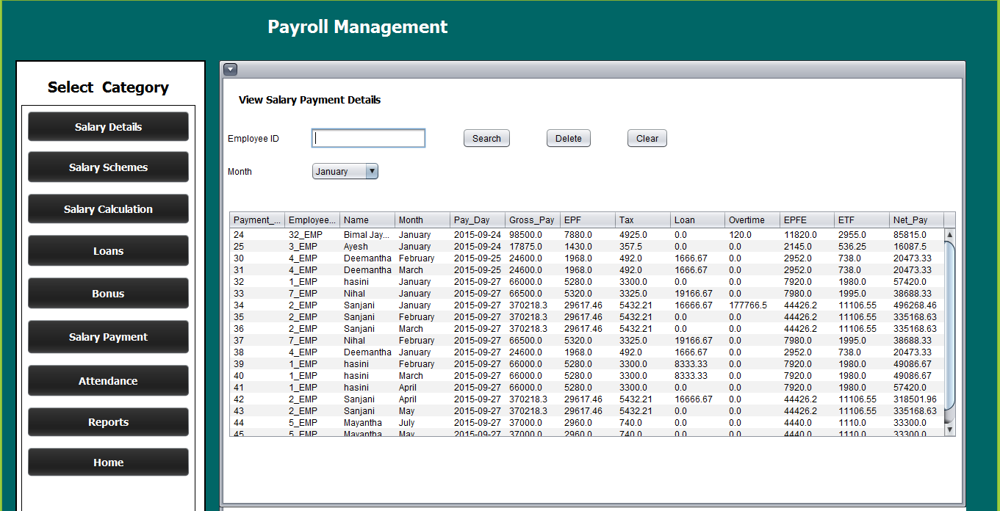 Payroll Management
Select Category
Salary Details
Salary Schemes
Salary Calculation
Loans
Bonus
Salary Payment
Attendance
Reports
Home
View Salary Payment Details
Employee ID Search Delete Clear
Month January
Payment_... Employee... Name Month Pay_Day Gross_Pay EPF Tax Loan Overtime EPFE ETF Net_Pay
24 32_EMP Bimal Jay... January 2015-09-24 98500.0 7880.0 4925.0 0.0 120.0 11820.0 2955.0 85815.0
25 3_EMP Ayesh January 2015-09-24 17875.0 1430.0 357.5 0.0 0.0 2145.0 536.25 16087.5
30 4_EMP Deemantha February 2015-09-25 24600.0 1968.0 492.0 1666.67 0.0 2952.0 738.0 20473.33
31 4_EMP Deemantha March 2015-09-25 24600.0 1968.0 492.0 1666.67 0.0 2952.0 738.0 20473.33
32 1_EMP hasini January 2015-09-27 66000.0 5280.0 3300.0 0.0 0.0 7920.0 1980.0 57420.0
33 7_EMP Nihal January 2015-09-27 66500.0 5320.0 3325.0 19166.67 0.0 7980.0 1995.0 38688.33
34 2_EMP Sanjani January 2015-09-27 370218.3 29617.46 5432.21 16666.67 177766.5 44426.2 11106.55 496268.46
35 2_EMP Sanjani February 2015-09-27 370218.3 29617.46 5432.21 0.0 0.0 44426.2 11106.55 335168.63
36 2_EMP Sanjani March 2015-09-27 370218.3 29617.46 5432.21 0.0 0.0 44426.2 11106.55 335168.63
37 7_EMP Nihal February 2015-09-27 66500.0 5320.0 3325.0 19166.67 0.0 7980.0 1995.0 38688.33
38 4_EMP Deemantha January 2015-09-27 24600.0 1968.0 492.0 1666.67 0.0 2952.0 738.0 20473.33
39 1_EMP hasini February 2015-09-27 66000.0 5280.0 3300.0 8333.33 0.0 7920.0 1980.0 49086.67
40 1_EMP hasini March 2015-09-27 66000.0 5280.0 3300.0 8333.33 0.0 7920.0 1980.0 49086.67
41 1_EMP hasini April 2015-09-27 66000.0 5280.0 3300.0 0.0 0.0 7920.0 1980.0 57420.0
42 2_EMP Sanjani April 2015-09-27 370218.3 29617.46 5432.21 16666.67 0.0 44426.2 11106.55 318501.96
43 2_EMP Sanjani May 2015-09-27 370218.3 29617.46 5432.21 0.0 0.0 44426.2 11106.55 335168.63
44 5_EMP Mayantha July 2015-09-27 37000.0 2960.0 740.0 0.0 0.0 4440.0 1110.0 33300.0
45 5_EMP Mayantha May 2015-09-27 37000.0 2960.0 740.0 0.0 0.0 4440.0 1110.0 33300.0